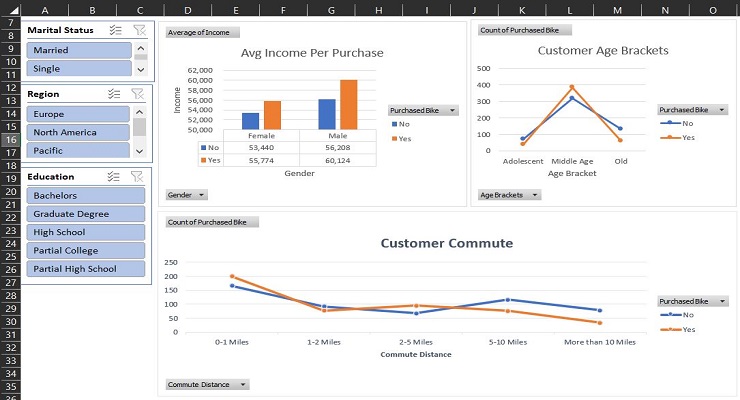 A B C D E F G H I J K L M N O
7
8
9
10
11
12
13
14
15
16
17
18
19
20
21
22
23
24
25
26
27
28
29
30
31
32
33
34
35
36
Marital Status
Married
Single
Region
Europe
North America
Pacific
Education
Bachelors
Graduate Degree
High School
Partial College
Partial High School
Average of Income
Avg Income Per Purchase
62,000
60,000
58,000
56,000
54,000
52,000
50,000
Income
Female Male
No 53,440 56,208
Yes 55,774 60,124
Gender
Purchased Bike
No
Yes
Gender
Count of Purchased Bike
Customer Age Brackets
500
400
300
200
100
0
Adolescent Middle Age Old
Age Bracket
Purchased Bike
No
Yes
Age Brackets
Count of Purchased Bike
Customer Commute
250
200
150
100
50
0
0-1 Miles 1-2 Miles 2-5 Miles 5-10 Miles More than 10 Miles
Commute Distance
Purchased Bike
No
Yes
Commute Distance